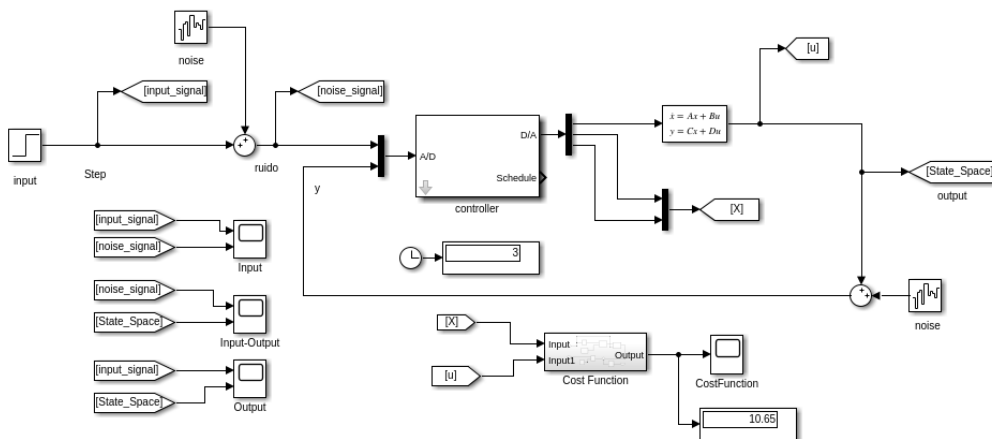 noise
[u]
[input_signal]
[noise_signal]
ẋ = Ax + Bu
y = Cx + Du
D/A
A/D
Schedule
controller
input
Step
ruido
y
[State_Space]
output
[X]
[input_signal]
[noise_signal]
Input
3
[noise_signal]
[State_Space]
Input-Output
noise
[X]
[u]
Input
Input1
Output
Cost Function
CostFunction
[input_signal]
[State_Space]
Output
10.65